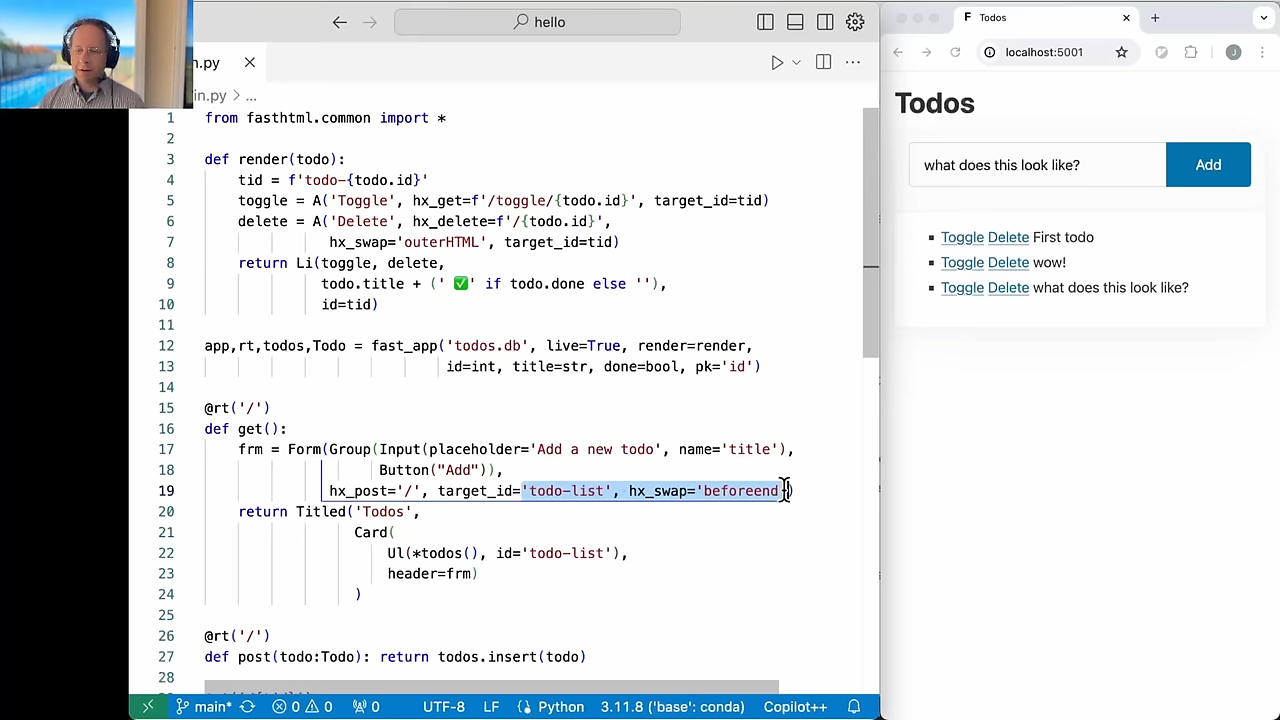 hello
n.py
in.py > ...
1 from fasthtml.common import *
2
3 def render(todo):
4 tid = f'todo-{todo.id}'
5 toggle = A('Toggle', hx_get=f'/toggle/{todo.id}', target_id=tid)
6 delete = A('Delete', hx_delete=f'/{todo.id}',
7 hx_swap='outerHTML', target_id=tid)
8 return Li(toggle, delete,
9 todo.title + (' ✅' if todo.done else ''),
10 id=tid)
11
12 app,rt,todos,Todo = fast_app('todos.db', live=True, render=render,
13 id=int, title=str, done=bool, pk='id')
14
15 @rt('/')
16 def get():
17 frm = Form(Group(Input(placeholder='Add a new todo', name='title'),
18 Button("Add")),
19 hx_post='/', target_id='todo-list', hx_swap='beforeend')
20 return Titled('Todos',
21 Card(
22 Ul(*todos(), id='todo-list'),
23 header=frm)
24 )
25
26 @rt('/')
27 def post(todo:Todo): return todos.insert(todo)
28
main* 0 0 0 UTF-8 LF Python 3.11.8 ('base': conda) Copilot++
F Todos
localhost:5001 J
Todos
what does this look like? Add
Toggle Delete First todo
Toggle Delete wow!
Toggle Delete what does this look like?